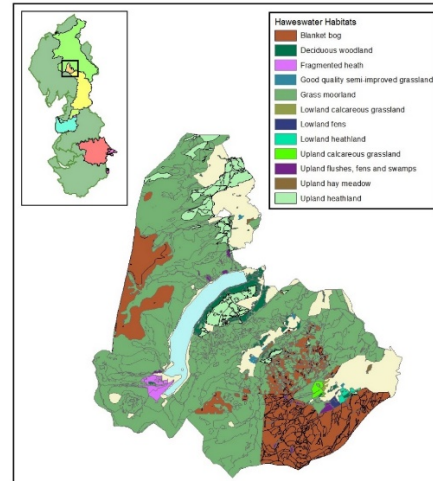 Haweswater Habitats
Blanket bog
Deciduous woodland
Fragmented heath
Good quality semi-improved grassland
Grass moorland
Lowland calcareous grassland
Lowland fens
Lowland heathland
Upland calcareous grassland
Upland flushes, fens and swamps
Upland hay meadow
Upland heathland